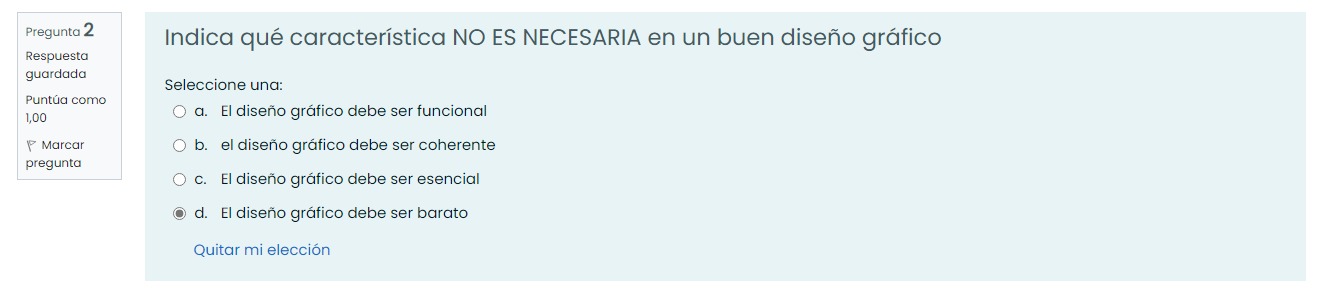 Pregunta 2
Respuesta
guardada
Puntúa como
1,00
Marcar
pregunta
Indica qué característica NO ES NECESARIA en un buen diseño gráfico
Seleccione una:
a. El diseño gráfico debe ser funcional
b. el diseño gráfico debe ser coherente
c. El diseño gráfico debe ser esencial
d. El diseño gráfico debe ser barato
Quitar mi elección